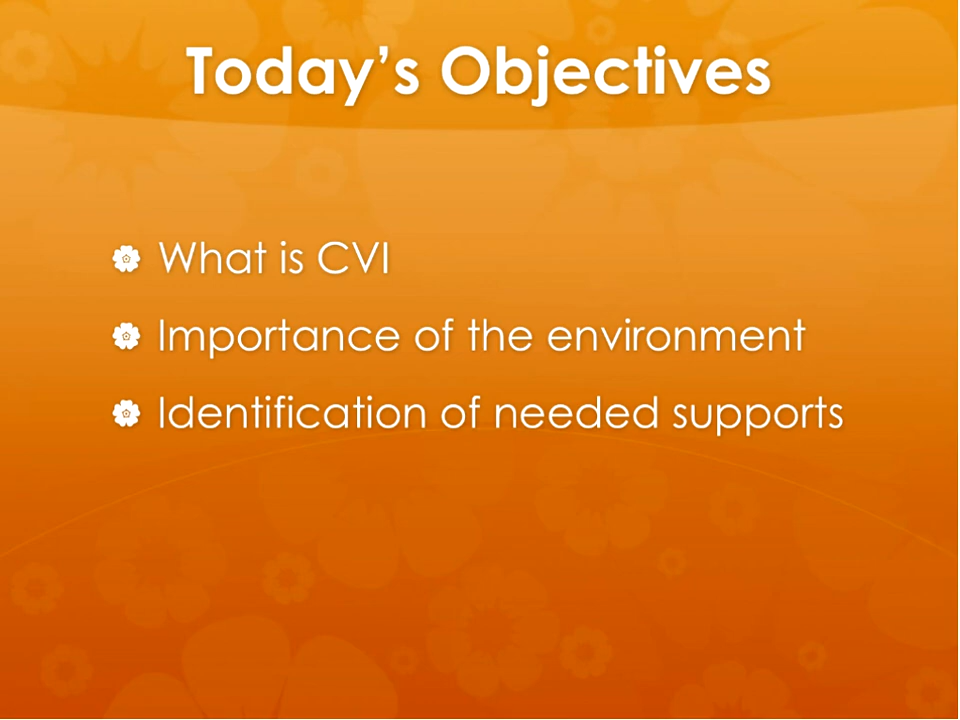 Today’s Objectives
What is CVI
Importance of the environment
Identification of needed supports